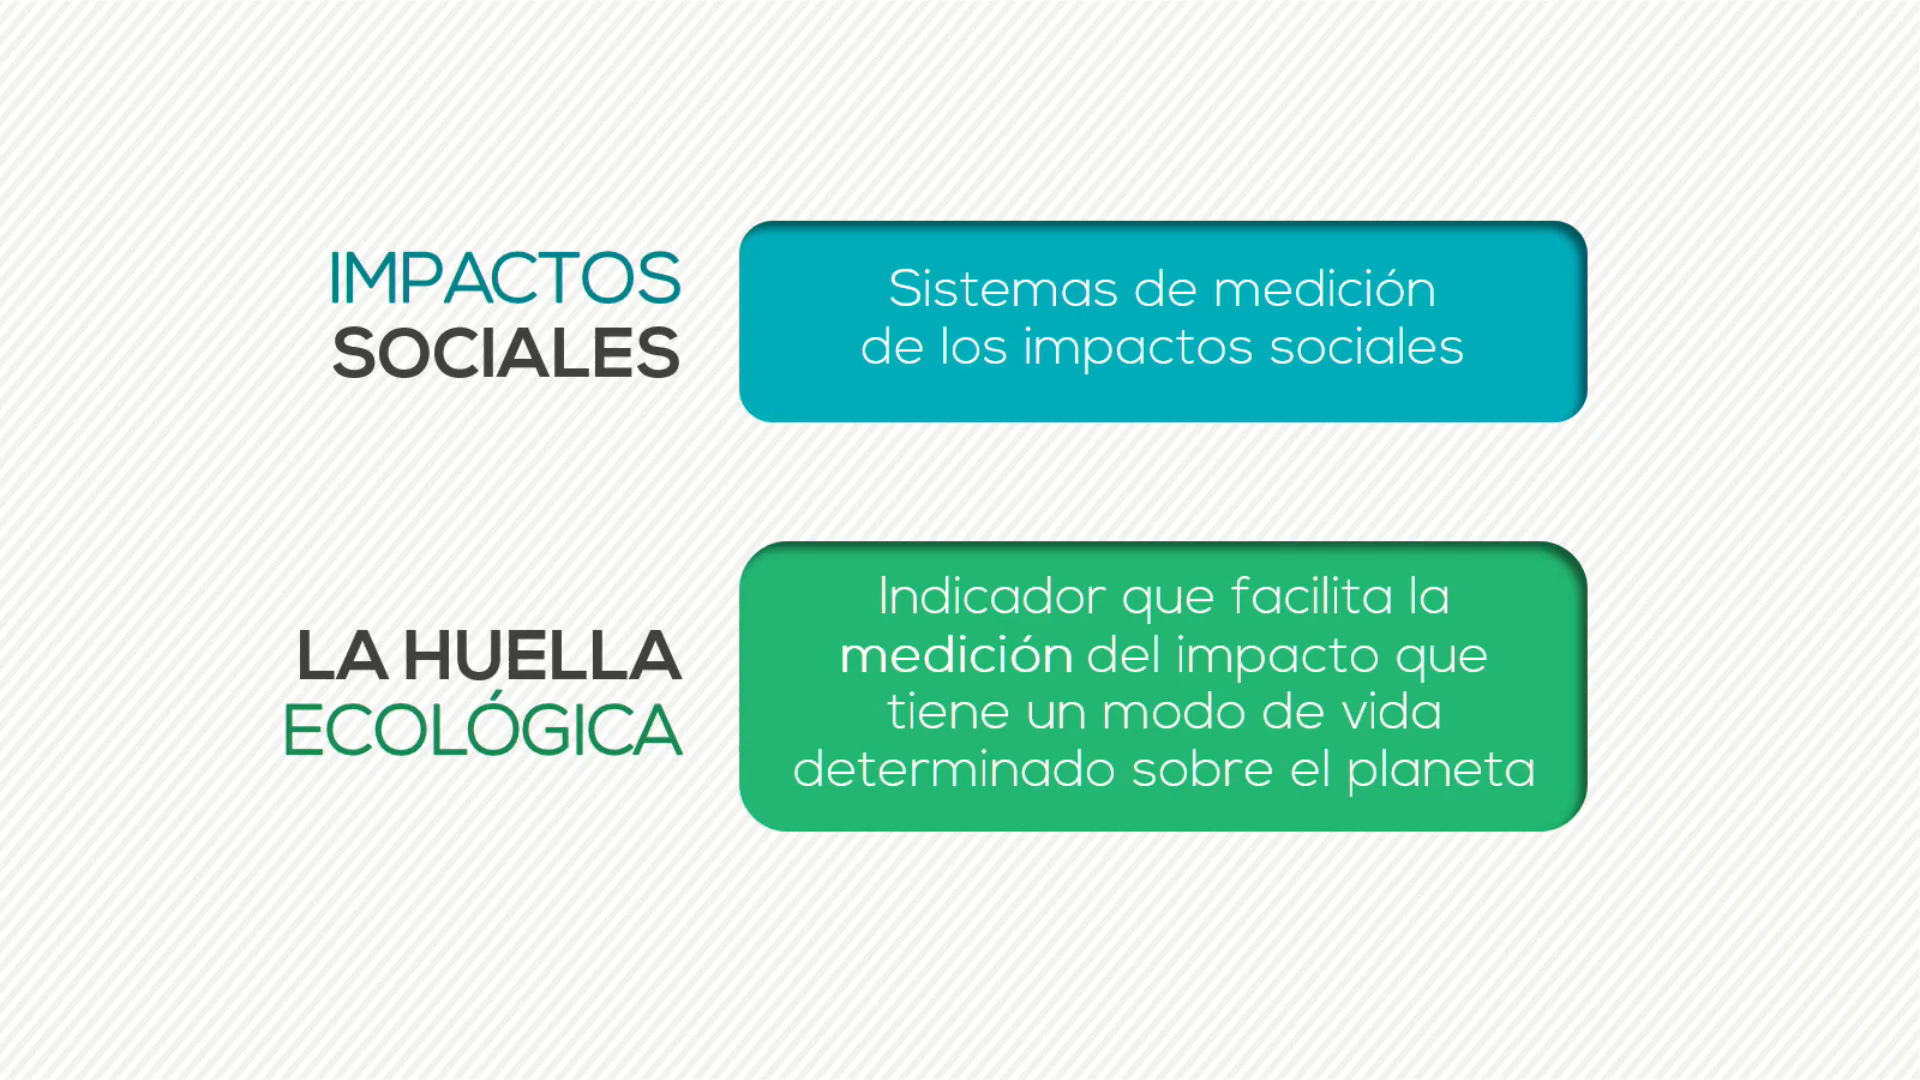 IMPACTOS
SOCIALES
Sistemas de medición
de los impactos sociales
LA HUELLA
ECOLÓGICA
Indicador que facilita la
medición del impacto que
tiene un modo de vida
determinado sobre el planeta